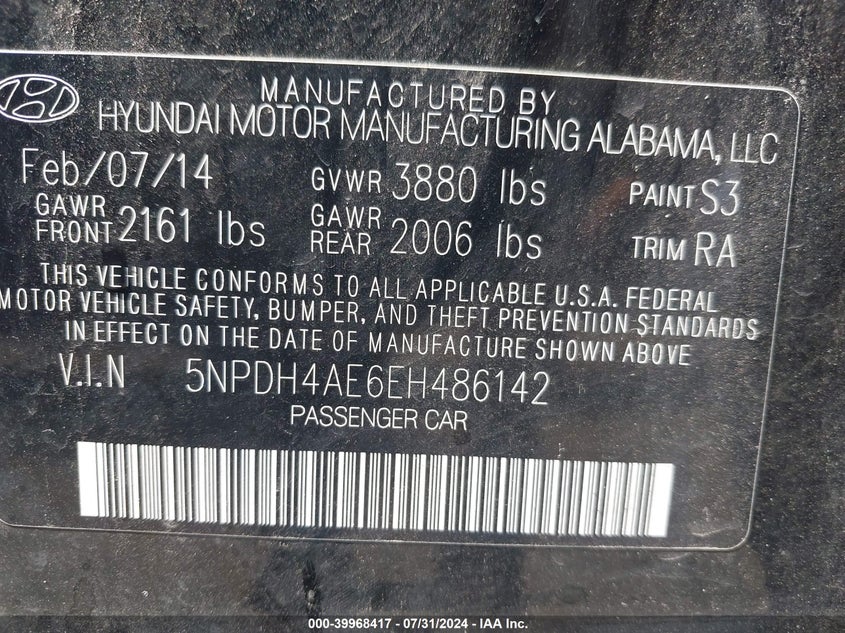 MANUFACTURED BY
HYUNDAI MOTOR MANUFACTURING ALABAMA, LLC
Feb/07/14 GVWR 3880 lbs PAINT S3
GAWR FRONT 2161 lbs GAWR REAR 2006 lbs TRIM RA
THIS VEHICLE CONFORMS TO ALL APPLICABLE U.S.A. FEDERAL
MOTOR VEHICLE SAFETY, BUMPER, AND THEFT PREVENTION STANDARDS
IN EFFECT ON THE DATE OF MANUFACTURE SHOWN ABOVE.
V.I.N 5NPDH4AE6EH486142
PASSENGER CAR
000-39968417 - 07/31/2024 - © IAA Inc.